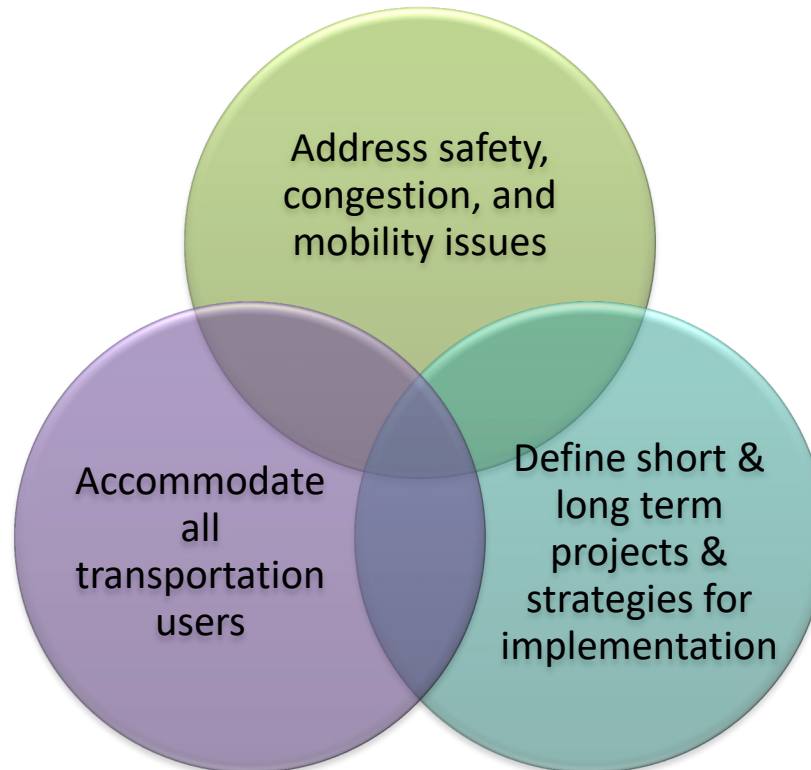 Address safety,
congestion, and
mobility issues
Accommodate
all
transportation
users
Define short &
long term
projects &
strategies for
implementation